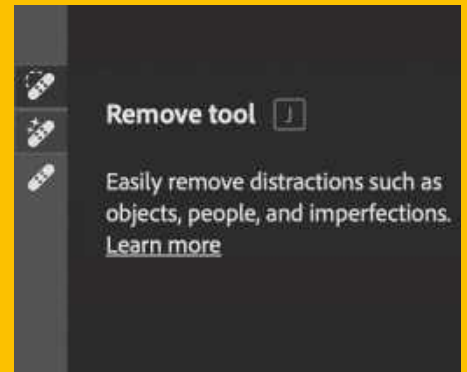 Remove tool J
Easily remove distractions such as
objects, people, and imperfections.
Learn more